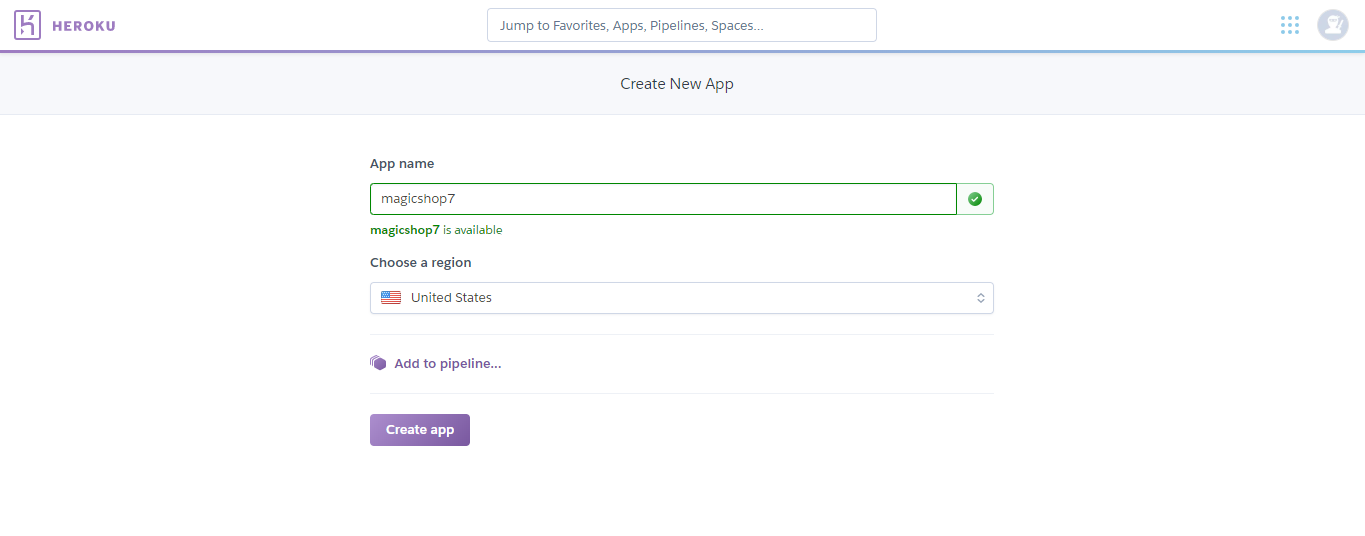 HEROKU
Jump to Favorites, Apps, Pipelines, Spaces...
Create New App
App name
magicshop7
magicshop7 is available
Choose a region
United States
Add to pipeline...
Create app